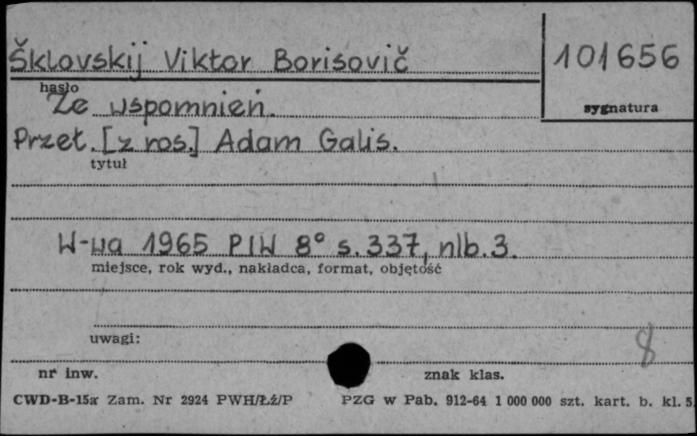 Šklovskij Viktor Borisovič
101656
hasło
sygnatura
Ze wspomnień.
Przeł. [z ros.] Adam Galis.
tytuł
W-wa 1965 PIW 8° s. 337, nlb. 3.
miejsce, rok wyd., nakładca, format, objętość
uwagi:
8
nr inw.
znak klas.
CWD-B-15a Zam. Nr 2924 PWH/Łź/P
PZG w Pab. 912-64 1 000 000 szt. kart. b. kl. 5